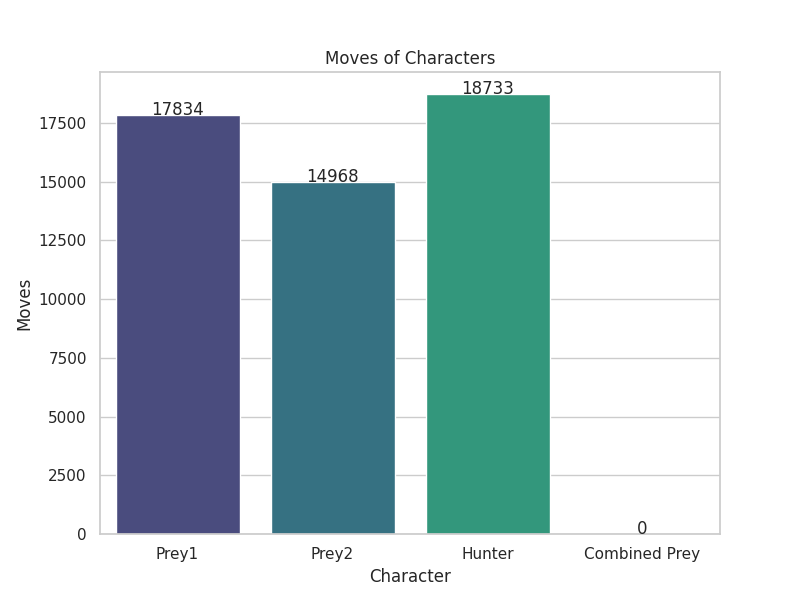 Moves of Characters
17834
14968
18733
0
17500
15000
12500
10000
7500
5000
2500
0
Moves
Prey1
Prey2
Hunter
Combined Prey
Character